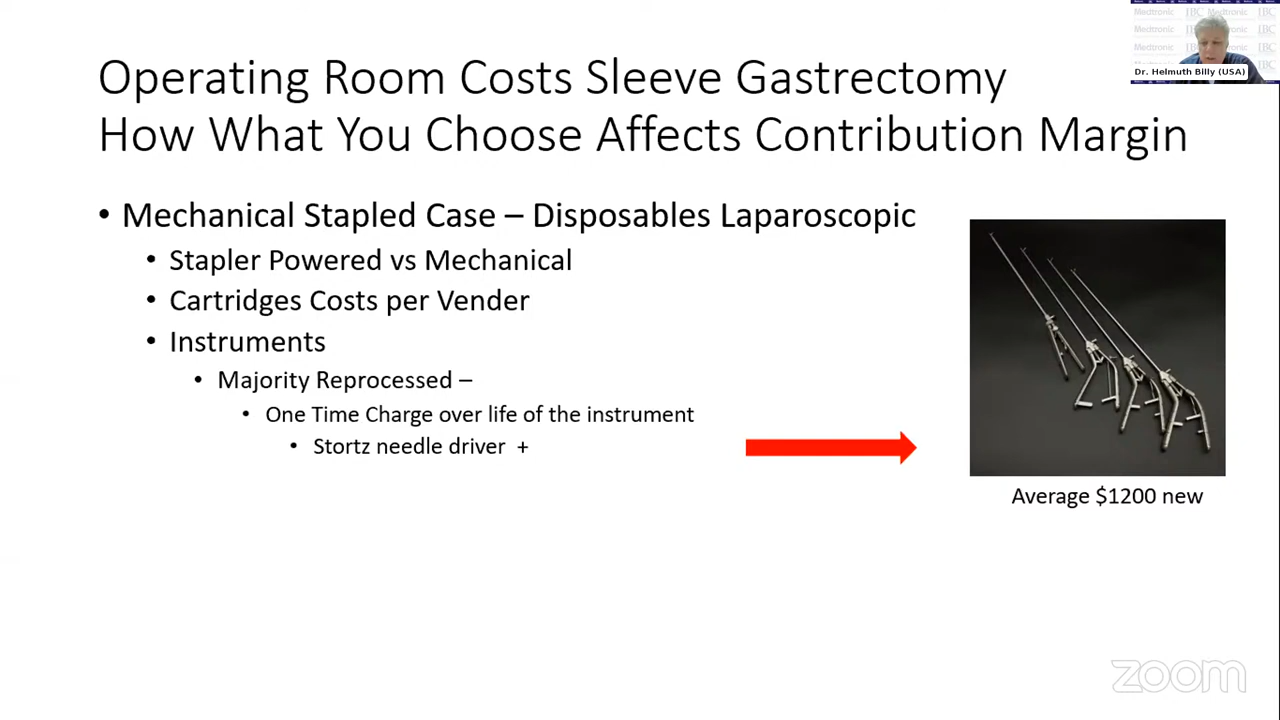 Medtronic IBC
Dr. Helmuth Billy (USA)
Operating Room Costs Sleeve Gastrectomy
How What You Choose Affects Contribution Margin
• Mechanical Stapled Case – Disposables Laparoscopic
• Stapler Powered vs Mechanical
• Cartridges Costs per Vender
• Instruments
• Majority Reprocessed –
• One Time Charge over life of the instrument
• Stortz needle driver +
Average $1200 new
zoom